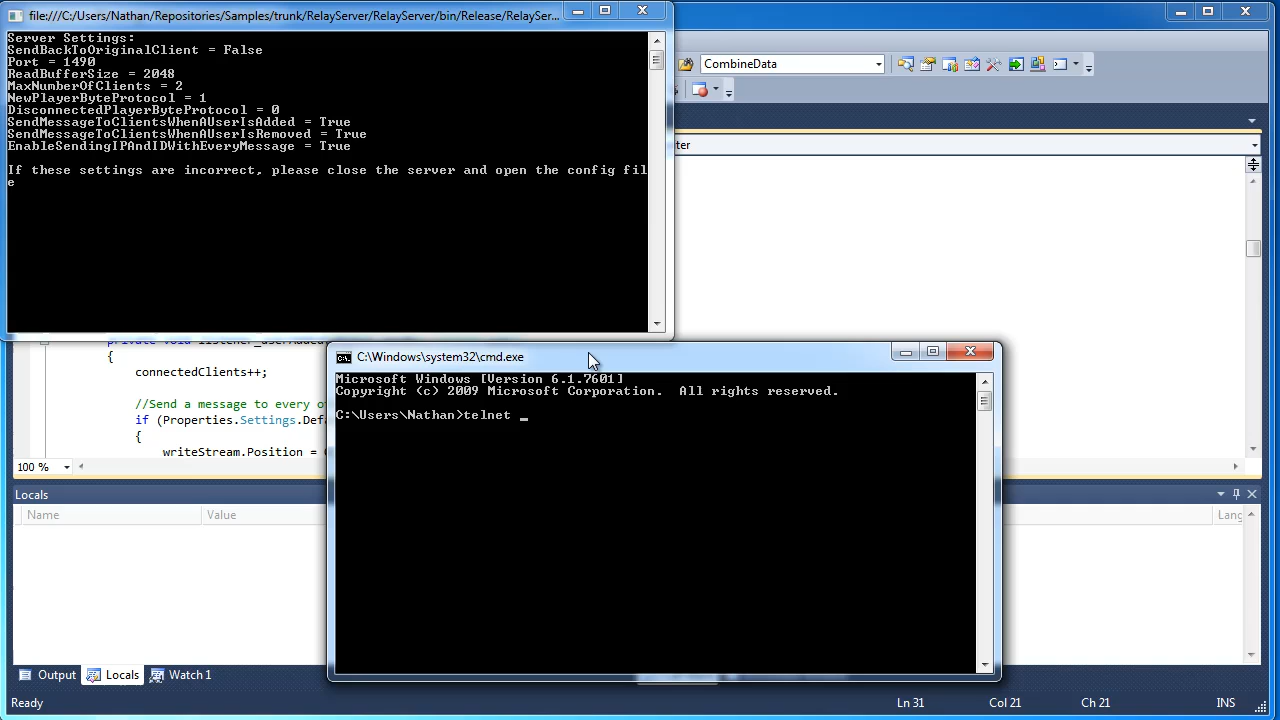 file:///C:/Users/Nathan/Repositories/Samples/trunk/RelayServer/RelayServer/bin/Release/RelaySer...
Server Settings:
SendBackToOriginalClient = False
Port = 1490
ReadBufferSize = 2048
MaxNumberOfClients = 2
NewPlayerByteProtocol = 1
DisconnectedPlayerByteProtocol = 0
SendMessageToClientsWhenAUserIsAdded = True
SendMessageToClientsWhenAUserIsRemoved = True
EnableSendingIPAndIDWithEveryMessage = True
If these settings are incorrect, please close the server and open the config fil
e
CombineData
ter
{
connectedClients++;
//Send a message to every o
if (Properties.Settings.Defa
{
writeStream.Position =
100 %
C:\Windows\system32\cmd.exe
Microsoft Windows [Version 6.1.7601]
Copyright (c) 2009 Microsoft Corporation.  All rights reserved.
C:\Users\Nathan>telnet _
Locals
Name
Value
Lang
Output
Locals
Watch 1
Ready
Ln 31
Col 21
Ch 21
INS